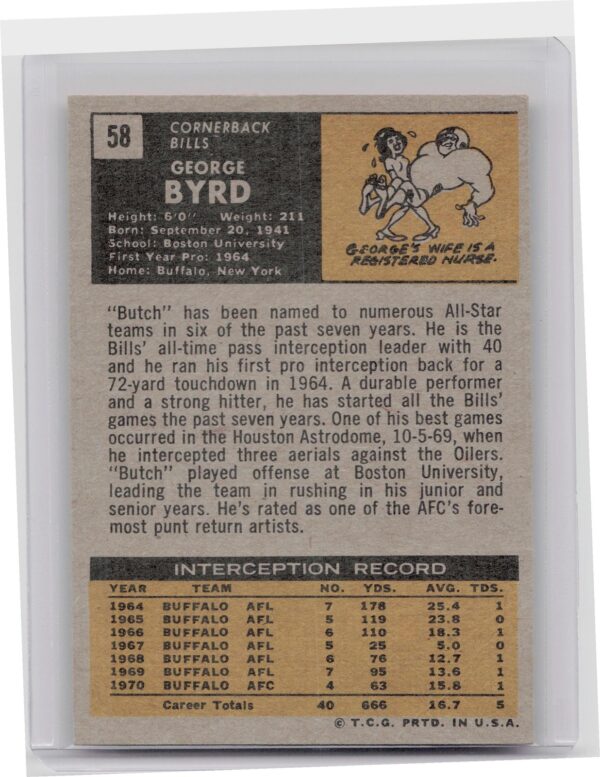 58
CORNERBACK
BILLS
GEORGE
BYRD
Height: 6'0" Weight: 211
Born: September 20, 1941
School: Boston University
First Year Pro: 1964
Home: Buffalo, New York
GEORGE'S WIFE IS A
REGISTERED NURSE.
"Butch" has been named to numerous All-Star
teams in six of the past seven years. He is the
Bills' all-time pass interception leader with 40
and he ran his first pro interception back for a
72-yard touchdown in 1964. A durable performer
and a strong hitter, he has started all the Bills'
games the past seven years. One of his best games
occurred in the Houston Astrodome, 10-5-69, when
he intercepted three aerials against the Oilers.
"Butch" played offense at Boston University,
leading the team in rushing in his junior and
senior years. He's rated as one of the AFC's fore-
most punt return artists.
INTERCEPTION RECORD
YEAR TEAM NO. YDS. AVG. TDS.
1964 BUFFALO AFL 7 178 25.4 1
1965 BUFFALO AFL 5 119 23.8 0
1966 BUFFALO AFL 6 110 18.3 1
1967 BUFFALO AFL 5 25 5.0 0
1968 BUFFALO AFL 6 76 12.7 1
1969 BUFFALO AFL 7 95 13.6 1
1970 BUFFALO AFC 4 63 15.8 1
Career Totals 40 666 16.7 5
© T.C.G. PRTD. IN U.S.A.